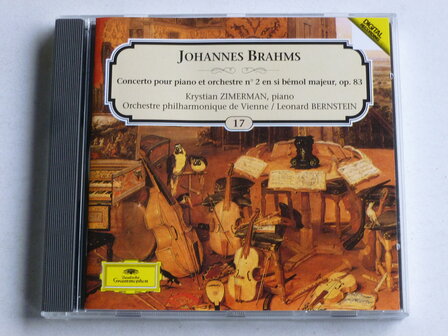 DIGITAL
JOHANNES BRAHMS
Concerto pour piano et orchestre n° 2 en si bémol majeur, op. 83
Krystian ZIMERMAN, piano
Orchestre philharmonique de Vienne / Leonard BERNSTEIN
17
Deutsche
Grammophon